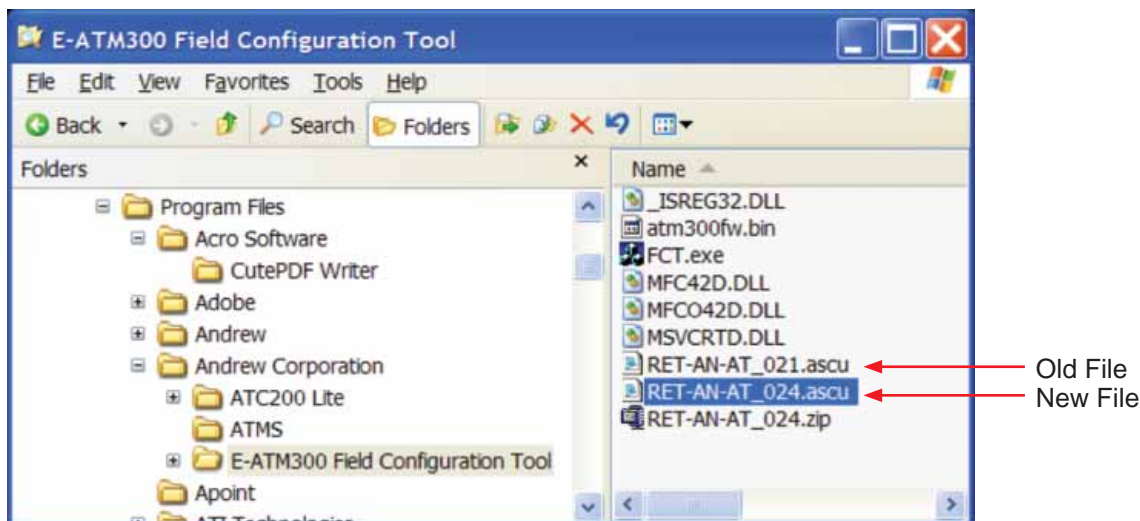 E-ATM300 Field Configuration Tool
File Edit View Favorites Tools Help
Back Search Folders
Folders
Program Files
Acro Software
CutePDF Writer
Adobe
Andrew
Andrew Corporation
ATC200 Lite
ATMS
E-ATM300 Field Configuration Tool
Apoint
ATI Technologies
Name
_ISREG32.DLL
atm300fw.bin
FCT.exe
MFC42D.DLL
MFCO42D.DLL
MSVCRTD.DLL
RET-AN-AT_021.ascu
RET-AN-AT_024.ascu
RET-AN-AT_024.zip
Old File
New File